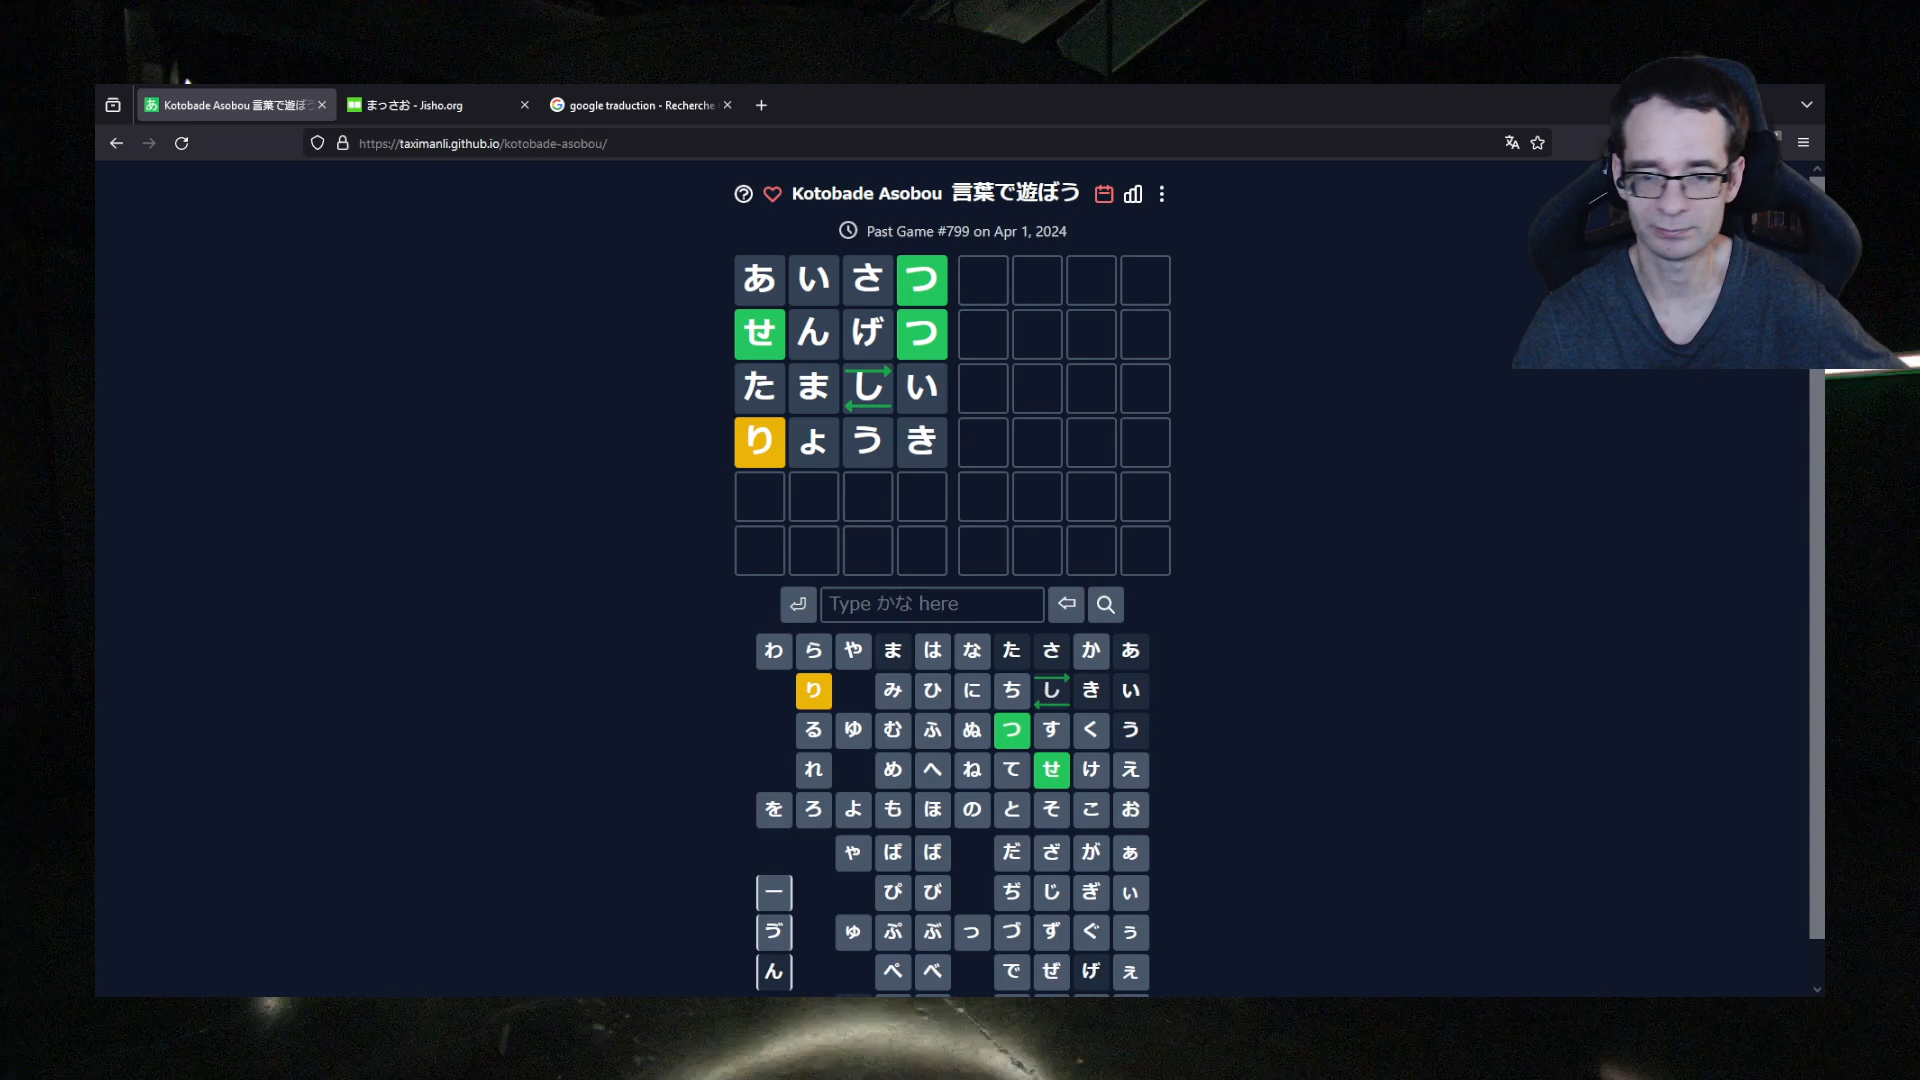 Kotobade Asobou 言葉で遊ぼう
まっさお - Jisho.org
google traduction - Recherche
https://taximanli.github.io/kotobade-asobou/
Kotobade Asobou 言葉で遊ぼう
Past Game #799 on Apr 1, 2024
あ い さ つ
せ ん げ つ
た ま し い
り ょ う き
Type かな here
わ ら や ま は な た さ か あ
り み ひ に ち し き い
る ゆ む ふ ぬ つ す く う
れ め へ ね て せ け え
を ろ よ も ほ の と そ こ お
ゃ ぱ ば だ ざ が ぁ
ー ぴ び ぢ じ ぎ ぃ
ゔ ゅ ぷ ぶ っ づ ず ぐ ぅ
ん ぺ べ で ぜ げ ぇ